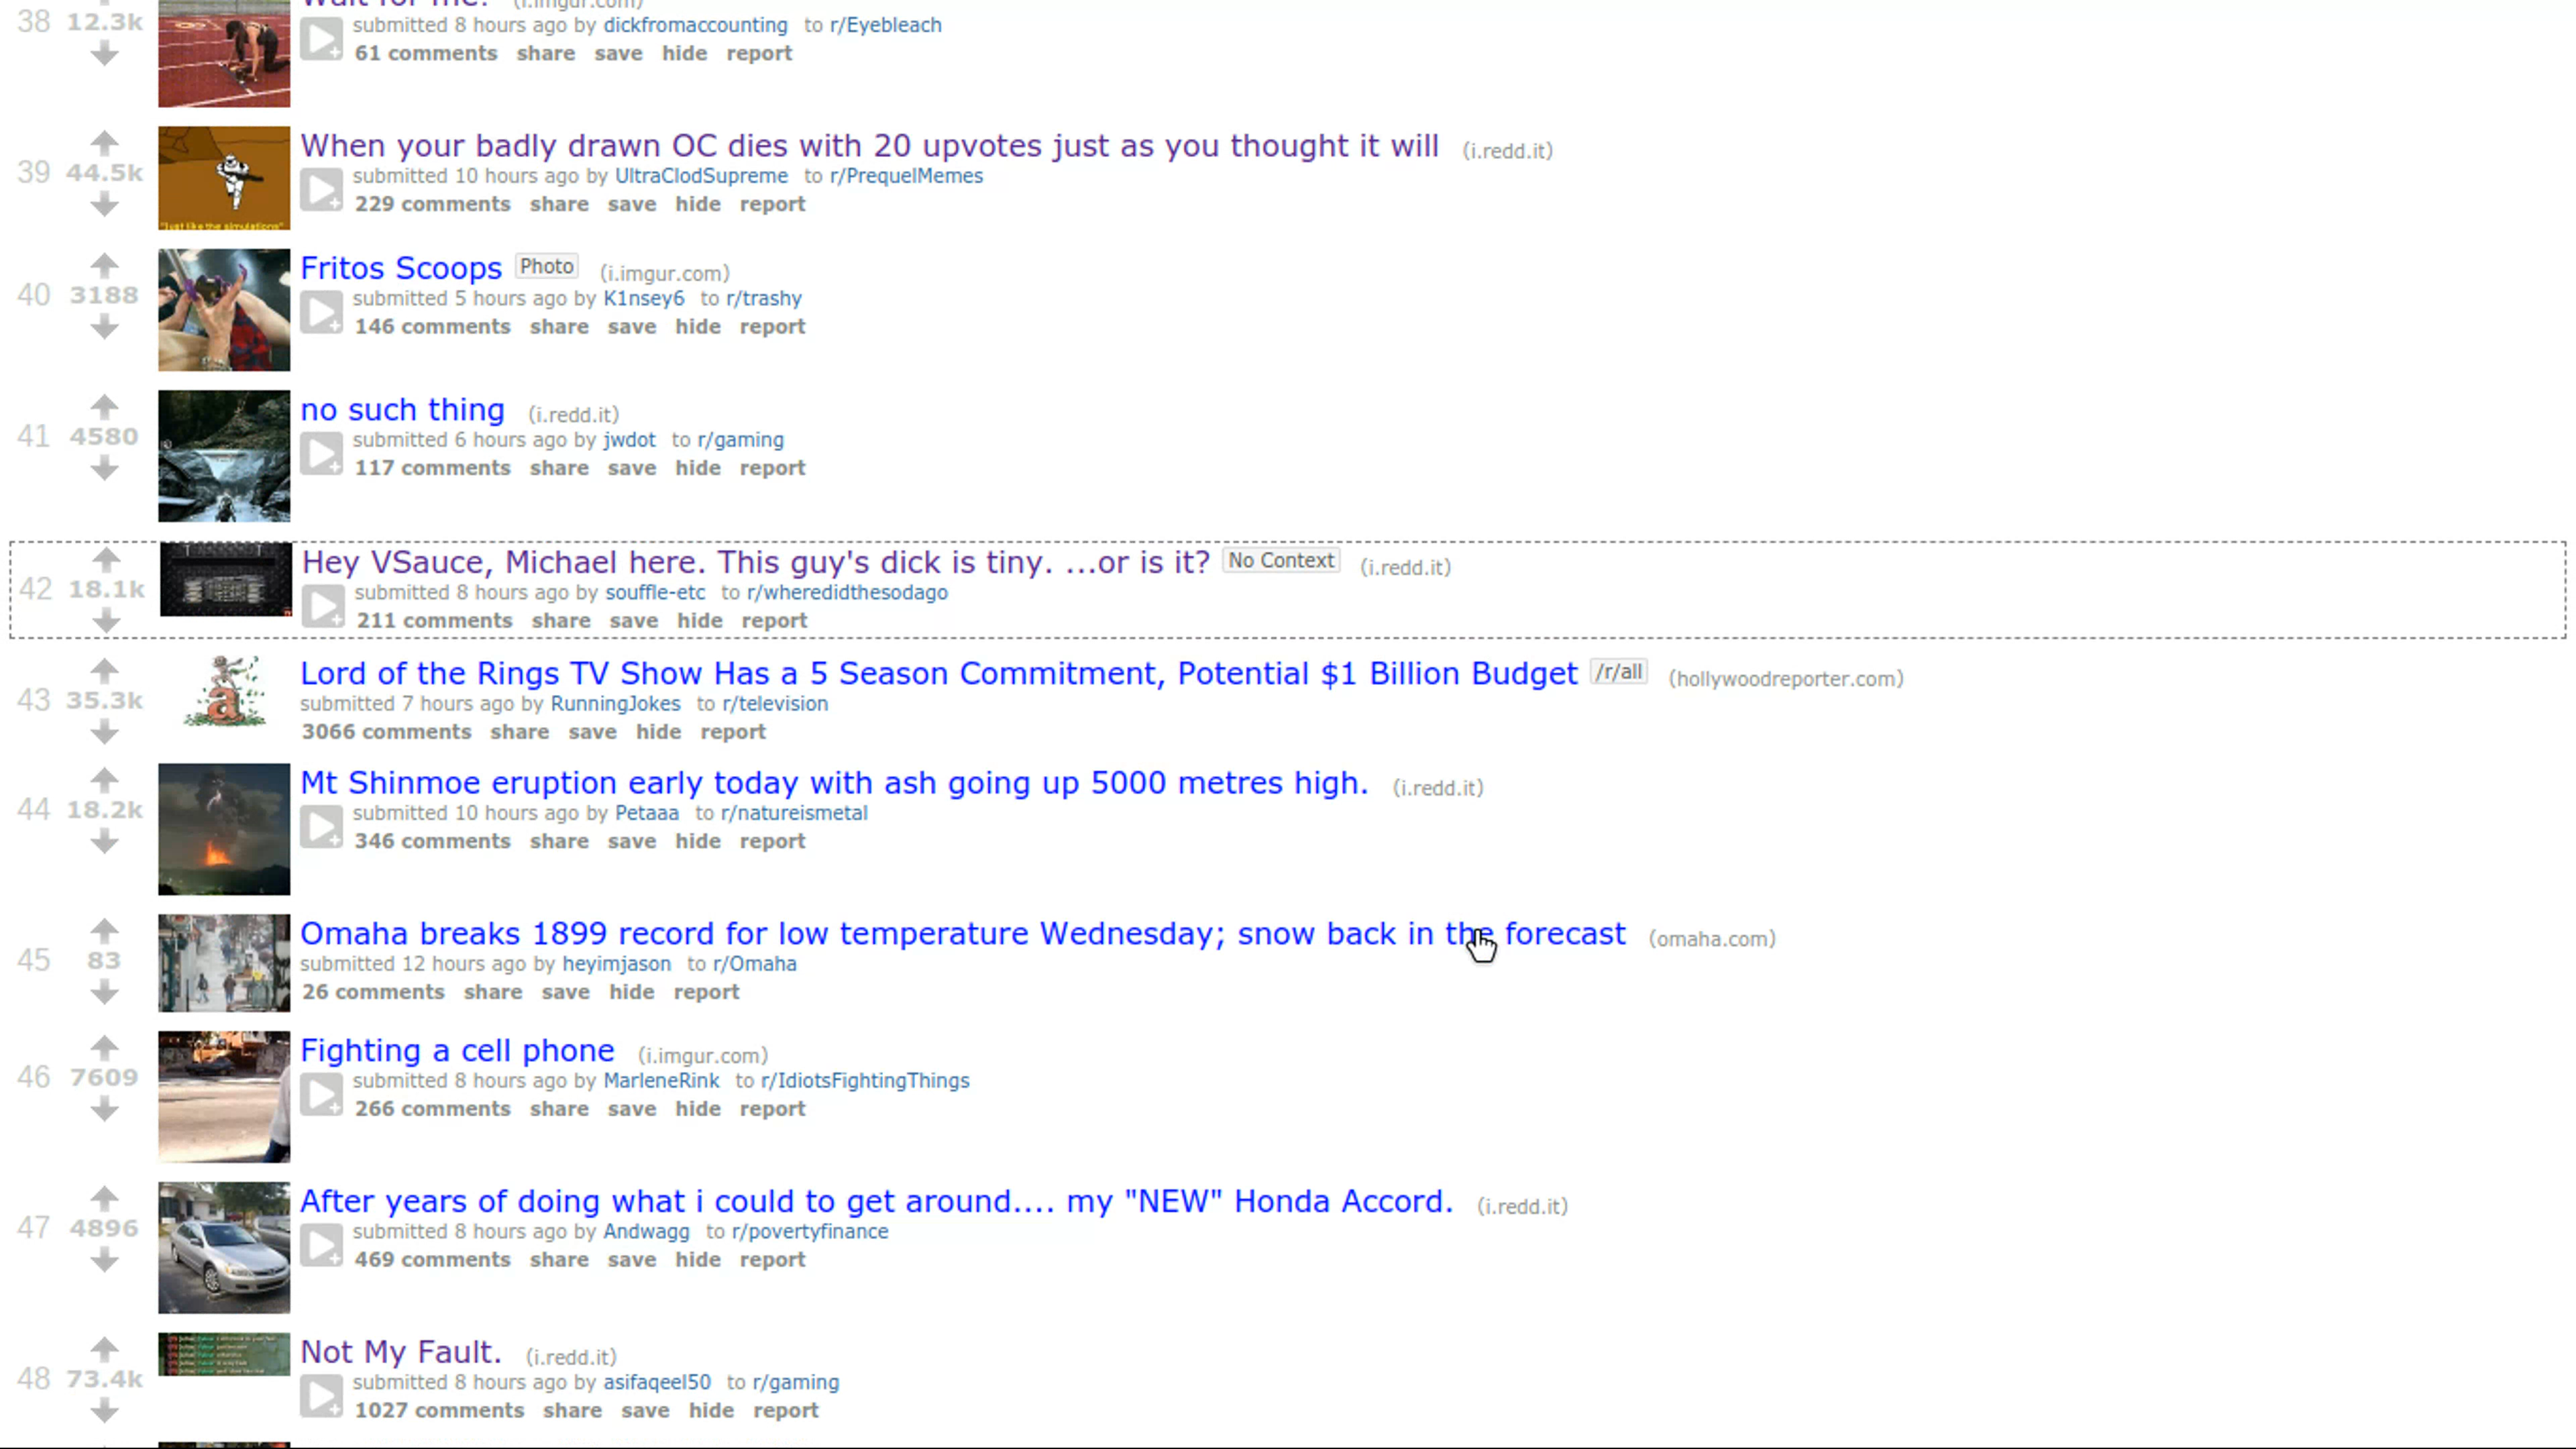 Wait for me! (i.imgur.com)
38 12.3k submitted 8 hours ago by dickfromaccounting to r/Eyebleach
61 comments share save hide report
When your badly drawn OC dies with 20 upvotes just as you thought it will (i.redd.it)
39 44.5k submitted 10 hours ago by UltraClodSupreme to r/PrequelMemes
229 comments share save hide report
"Just like the simulations"
Fritos Scoops Photo (i.imgur.com)
40 3188 submitted 5 hours ago by K1nsey6 to r/trashy
146 comments share save hide report
no such thing (i.redd.it)
41 4580 submitted 6 hours ago by jwdot to r/gaming
117 comments share save hide report
Hey VSauce, Michael here. This guy's dick is tiny. ...or is it? No Context (i.redd.it)
42 18.1k submitted 8 hours ago by souffle-etc to r/wheredidthesodago
211 comments share save hide report
Lord of the Rings TV Show Has a 5 Season Commitment, Potential $1 Billion Budget /r/all (hollywoodreporter.com)
43 35.3k submitted 7 hours ago by RunningJokes to r/television
3066 comments share save hide report
Mt Shinmoe eruption early today with ash going up 5000 metres high. (i.redd.it)
44 18.2k submitted 10 hours ago by Petaaa to r/natureismetal
346 comments share save hide report
Omaha breaks 1899 record for low temperature Wednesday; snow back in the forecast (omaha.com)
45 83 submitted 12 hours ago by heyimjason to r/Omaha
26 comments share save hide report
Fighting a cell phone (i.imgur.com)
46 7609 submitted 8 hours ago by MarleneRink to r/IdiotsFightingThings
266 comments share save hide report
After years of doing what i could to get around.... my "NEW" Honda Accord. (i.redd.it)
47 4896 submitted 8 hours ago by Andwagg to r/povertyfinance
469 comments share save hide report
Not My Fault. (i.redd.it)
48 73.4k submitted 8 hours ago by asifaqeel50 to r/gaming
1027 comments share save hide report